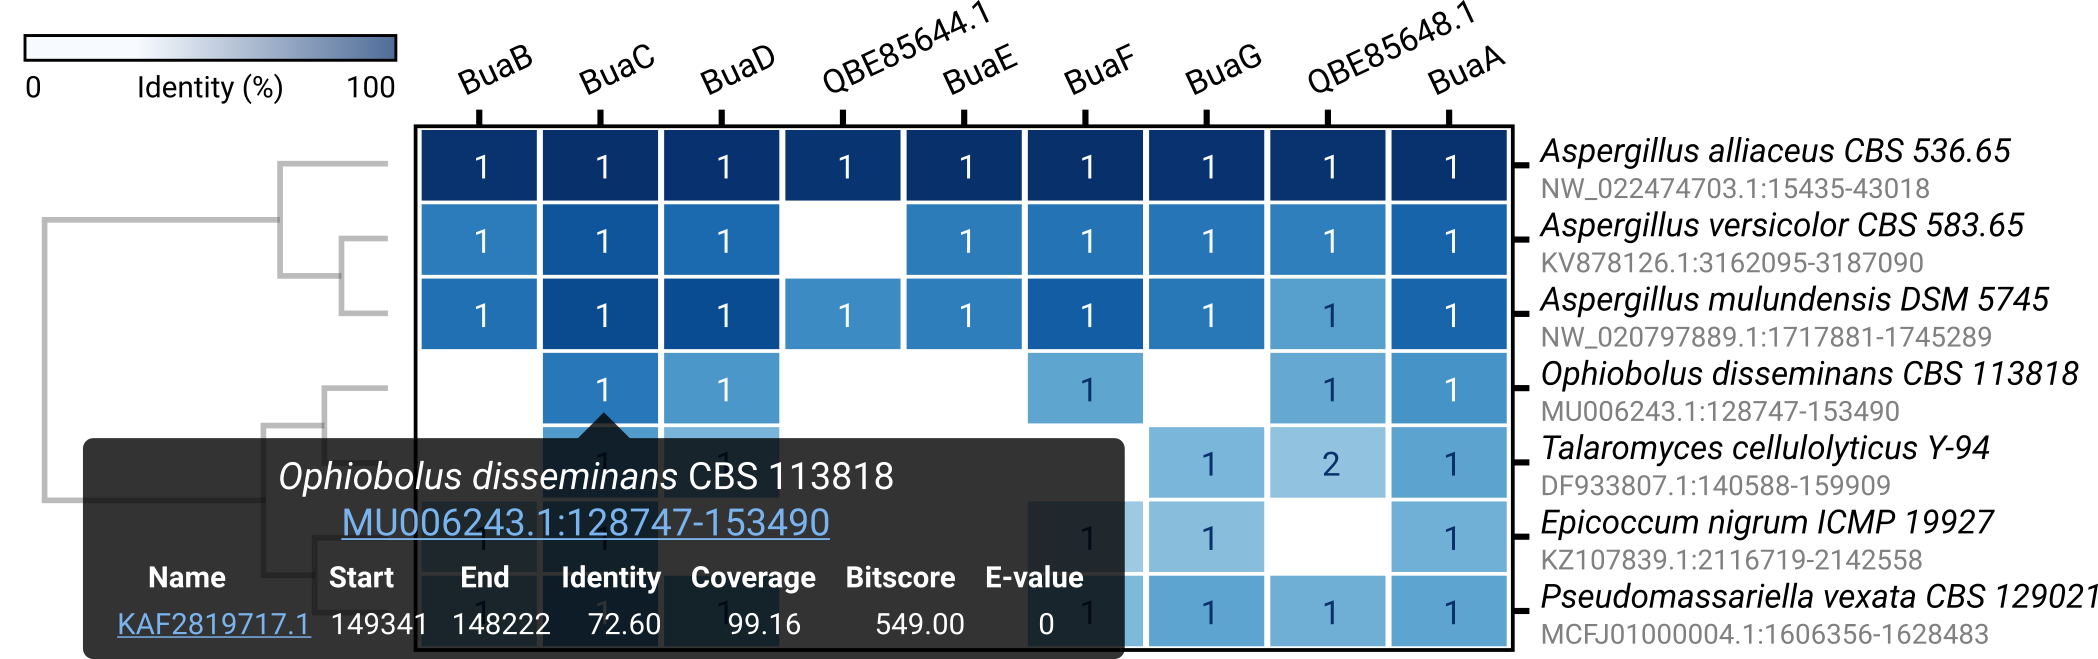 BuaB BuaC BuaD QBE85644.1 BuaE BuaF BuaG QBE85648.1 BuaA
0 Identity (%) 100
1 1 1 1 1 1 1 1 1 Aspergillus alliaceus CBS 536.65
NW_022474703.1:15435-43018
1 1 1 1 1 1 1 1 Aspergillus versicolor CBS 583.65
KV878126.1:3162095-3187090
1 1 1 1 1 1 1 1 1 Aspergillus mulundensis DSM 5745
NW_020797889.1:1717881-1745289
1 1 1 1 1 Ophiobolus disseminans CBS 113818
MU006243.1:128747-153490
1 1 1 2 1 Talaromyces cellulolyticus Y-94
DF933807.1:140588-159909
1 1 1 1 1 Epicoccum nigrum ICMP 19927
KZ107839.1:2116719-2142558
1 1 1 1 1 1 1 Pseudomassariella vexata CBS 129021
MCFJ01000004.1:1606356-1628483
Ophiobolus disseminans CBS 113818
MU006243.1:128747-153490
Name Start End Identity Coverage Bitscore E-value
KAF2819717.1 149341 148222 72.60 99.16 549.00 0